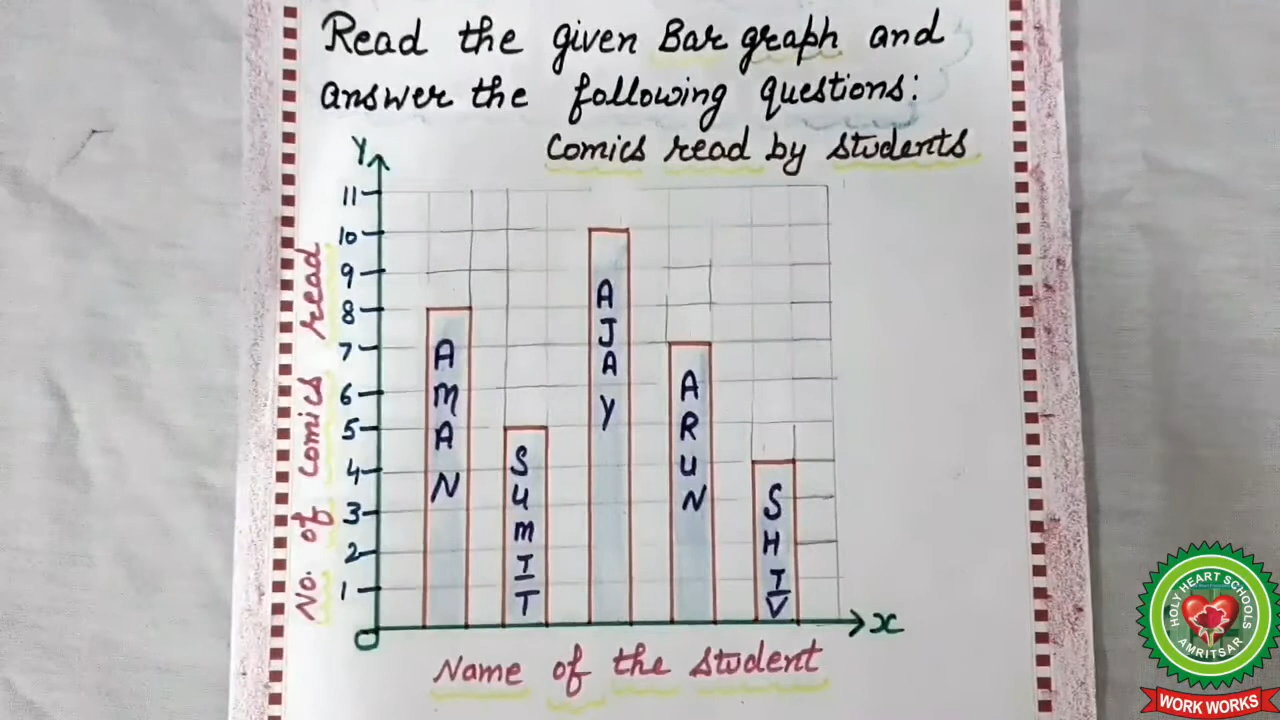 Read the given Bar graph and
answer the following questions:
Comics read by students
Y
11
10
9
8
7
6
5
4
3
2
1
0
No. of Comics read
AMAN
SUMIT
AJAY
ARUN
SHIV
x
Name of the student
HOLY HEART SCHOOLS
AMRITSAR
WORK WORKS